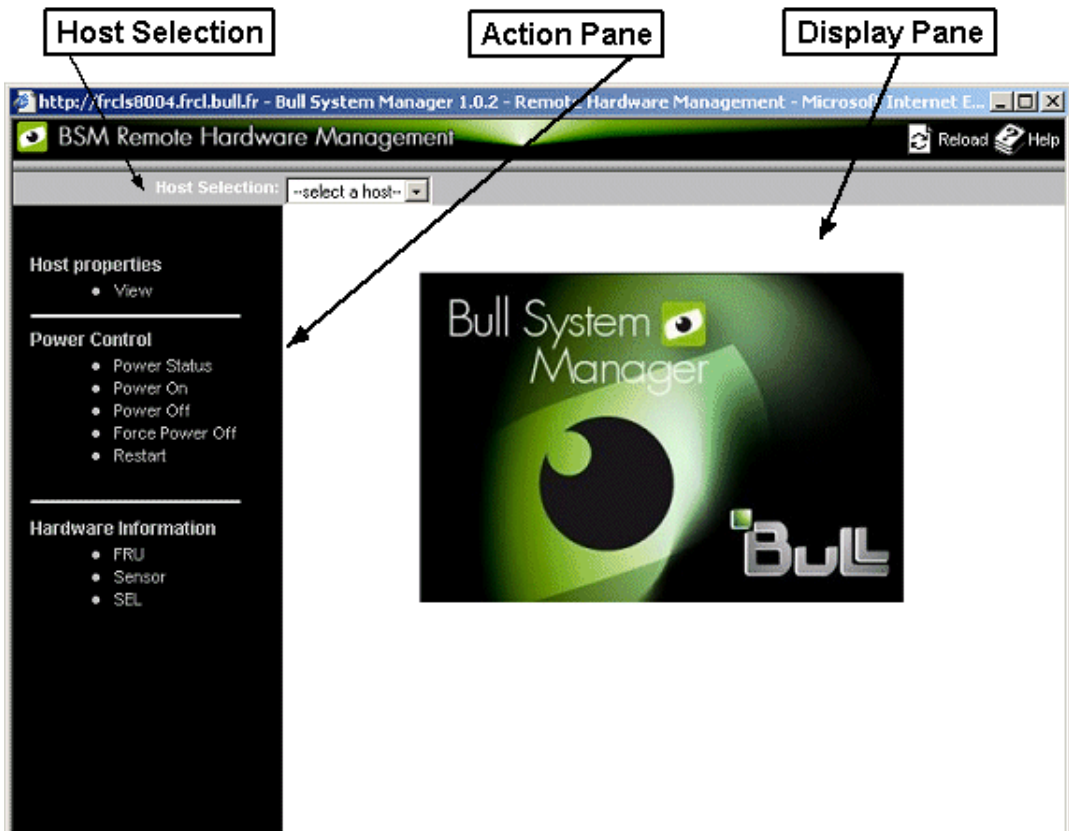 Host Selection
Action Pane
Display Pane
http://frcls8004.frcl.bull.fr - Bull System Manager 1.0.2 - Remote Hardware Management - Microsoft Internet E...
BSM Remote Hardware Management
Reload
Help
Host Selection:
--select a host--
Host properties
View
Power Control
Power Status
Power On
Power Off
Force Power Off
Restart
Hardware Information
FRU
Sensor
SEL
Bull System
Manager
Bull